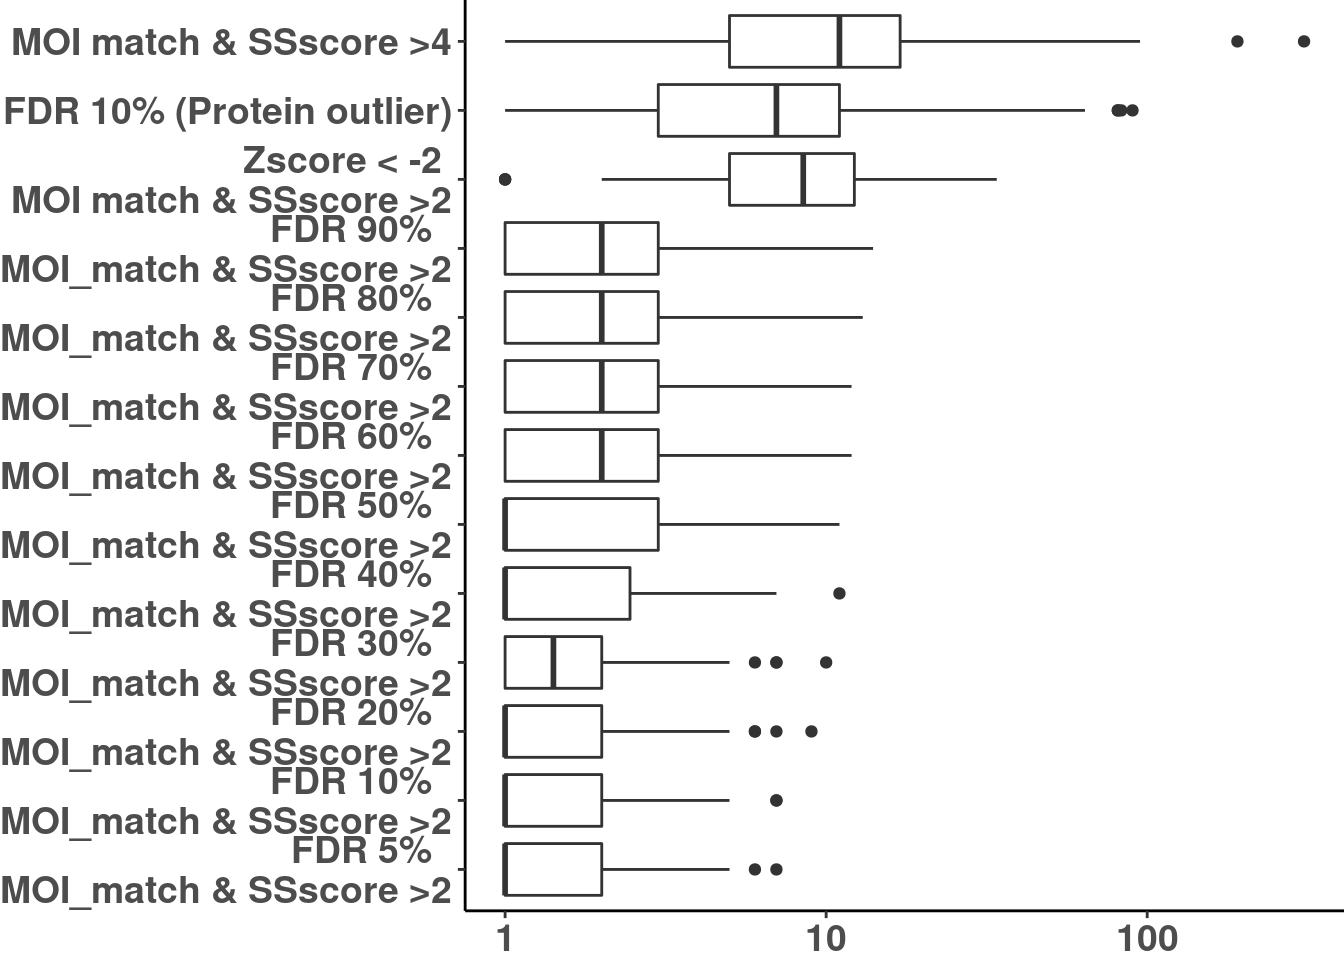 MOI match & SSscore >4
FDR 10% (Protein outlier)
Zscore < -2
MOI match & SSscore >2
FDR 90%
MOI_match & SSscore >2
FDR 80%
MOI_match & SSscore >2
FDR 70%
MOI_match & SSscore >2
FDR 60%
MOI_match & SSscore >2
FDR 50%
MOI_match & SSscore >2
FDR 40%
MOI_match & SSscore >2
FDR 30%
MOI_match & SSscore >2
FDR 20%
MOI_match & SSscore >2
FDR 10%
MOI_match & SSscore >2
FDR 5%
MOI_match & SSscore >2
1 10 100